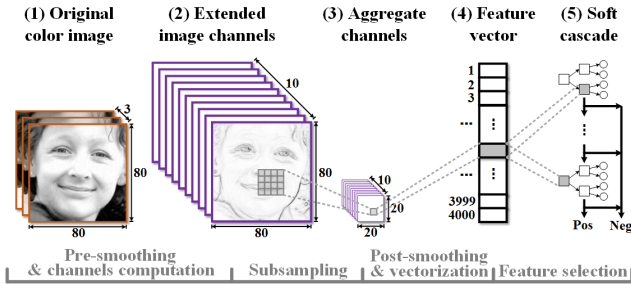 (1) Original
color image
(2) Extended
image channels
(3) Aggregate
channels
(4) Feature
vector
(5) Soft
cascade
3
80
80
10
80
80
10
20
20
1
2
3
...
...
...
...
3999
4000
...
Pos
Neg
Pre-smoothing
& channels computation
Subsampling
Post-smoothing
& vectorization
Feature selection